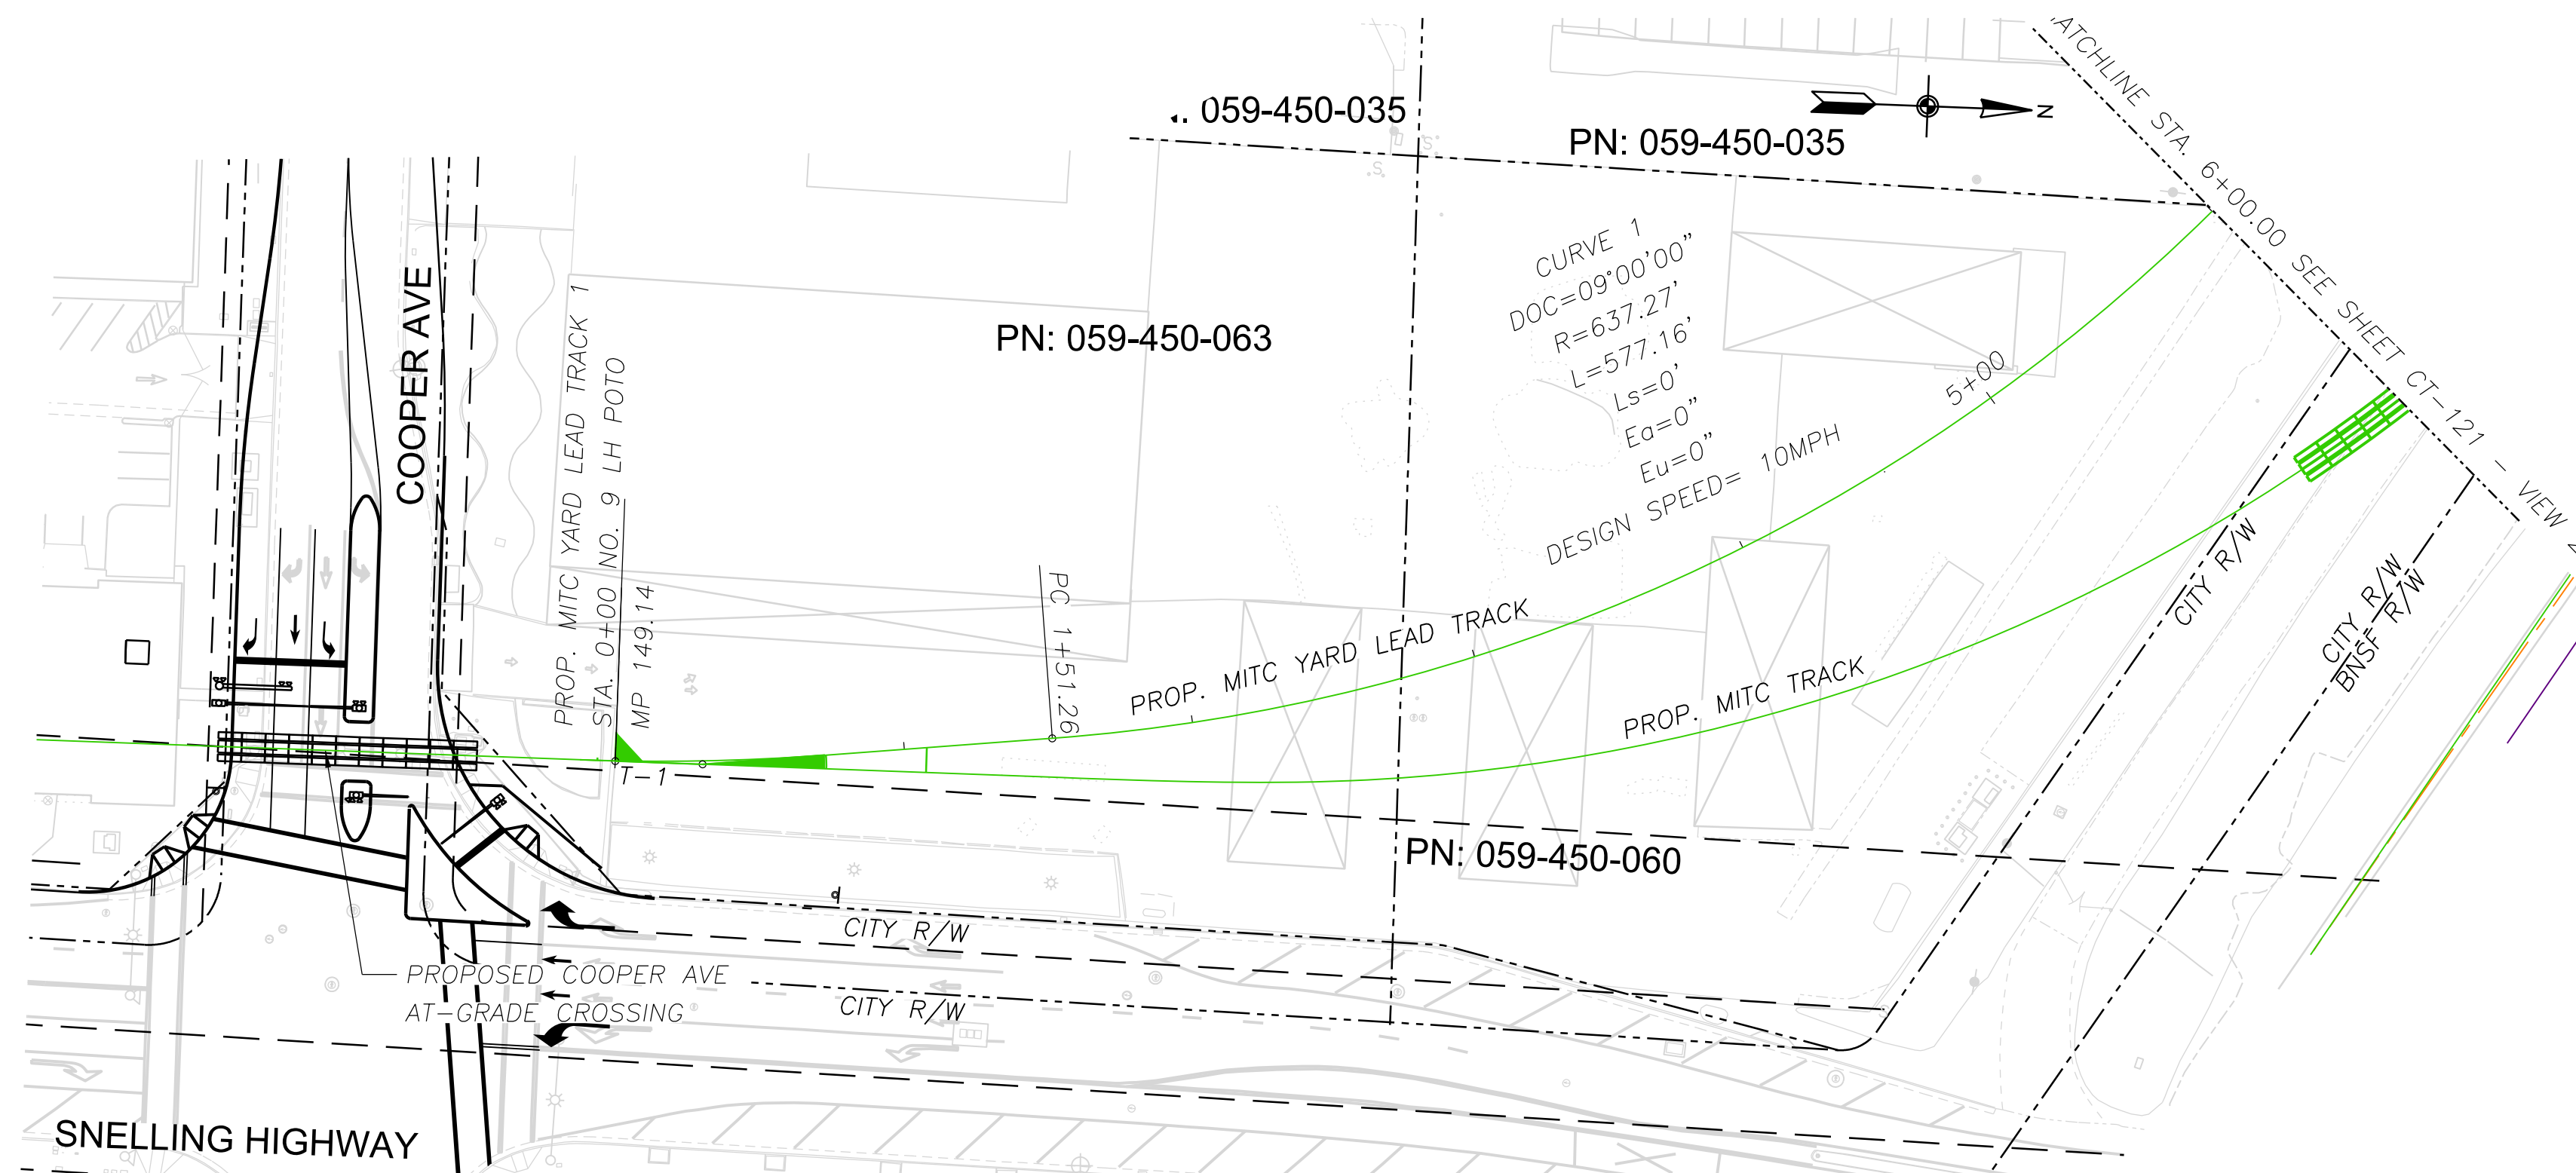 . 059-450-035
PN: 059-450-035
N
MATCHLINE STA. 6+00.00 SEE SHEET CT-121 - VIEW
COOPER AVE
PN: 059-450-063
CURVE 1
DOC=09°00'00"
R=637.27'
L=577.16'
Ls=0'
Ea=0"
Eu=0"
DESIGN SPEED= 10MPH
5+00
PROP. MITC YARD LEAD TRACK 1
STA. 0+00 NO. 9 LH POTO
MP 149.14
PC 1+51.26
PROP. MITC YARD LEAD TRACK
PROP. MITC TRACK
CITY R/W
CITY R/W
BNSF R/W
T-1
PN: 059-450-060
CITY R/W
CITY R/W
PROPOSED COOPER AVE
AT-GRADE CROSSING
SNELLING HIGHWAY